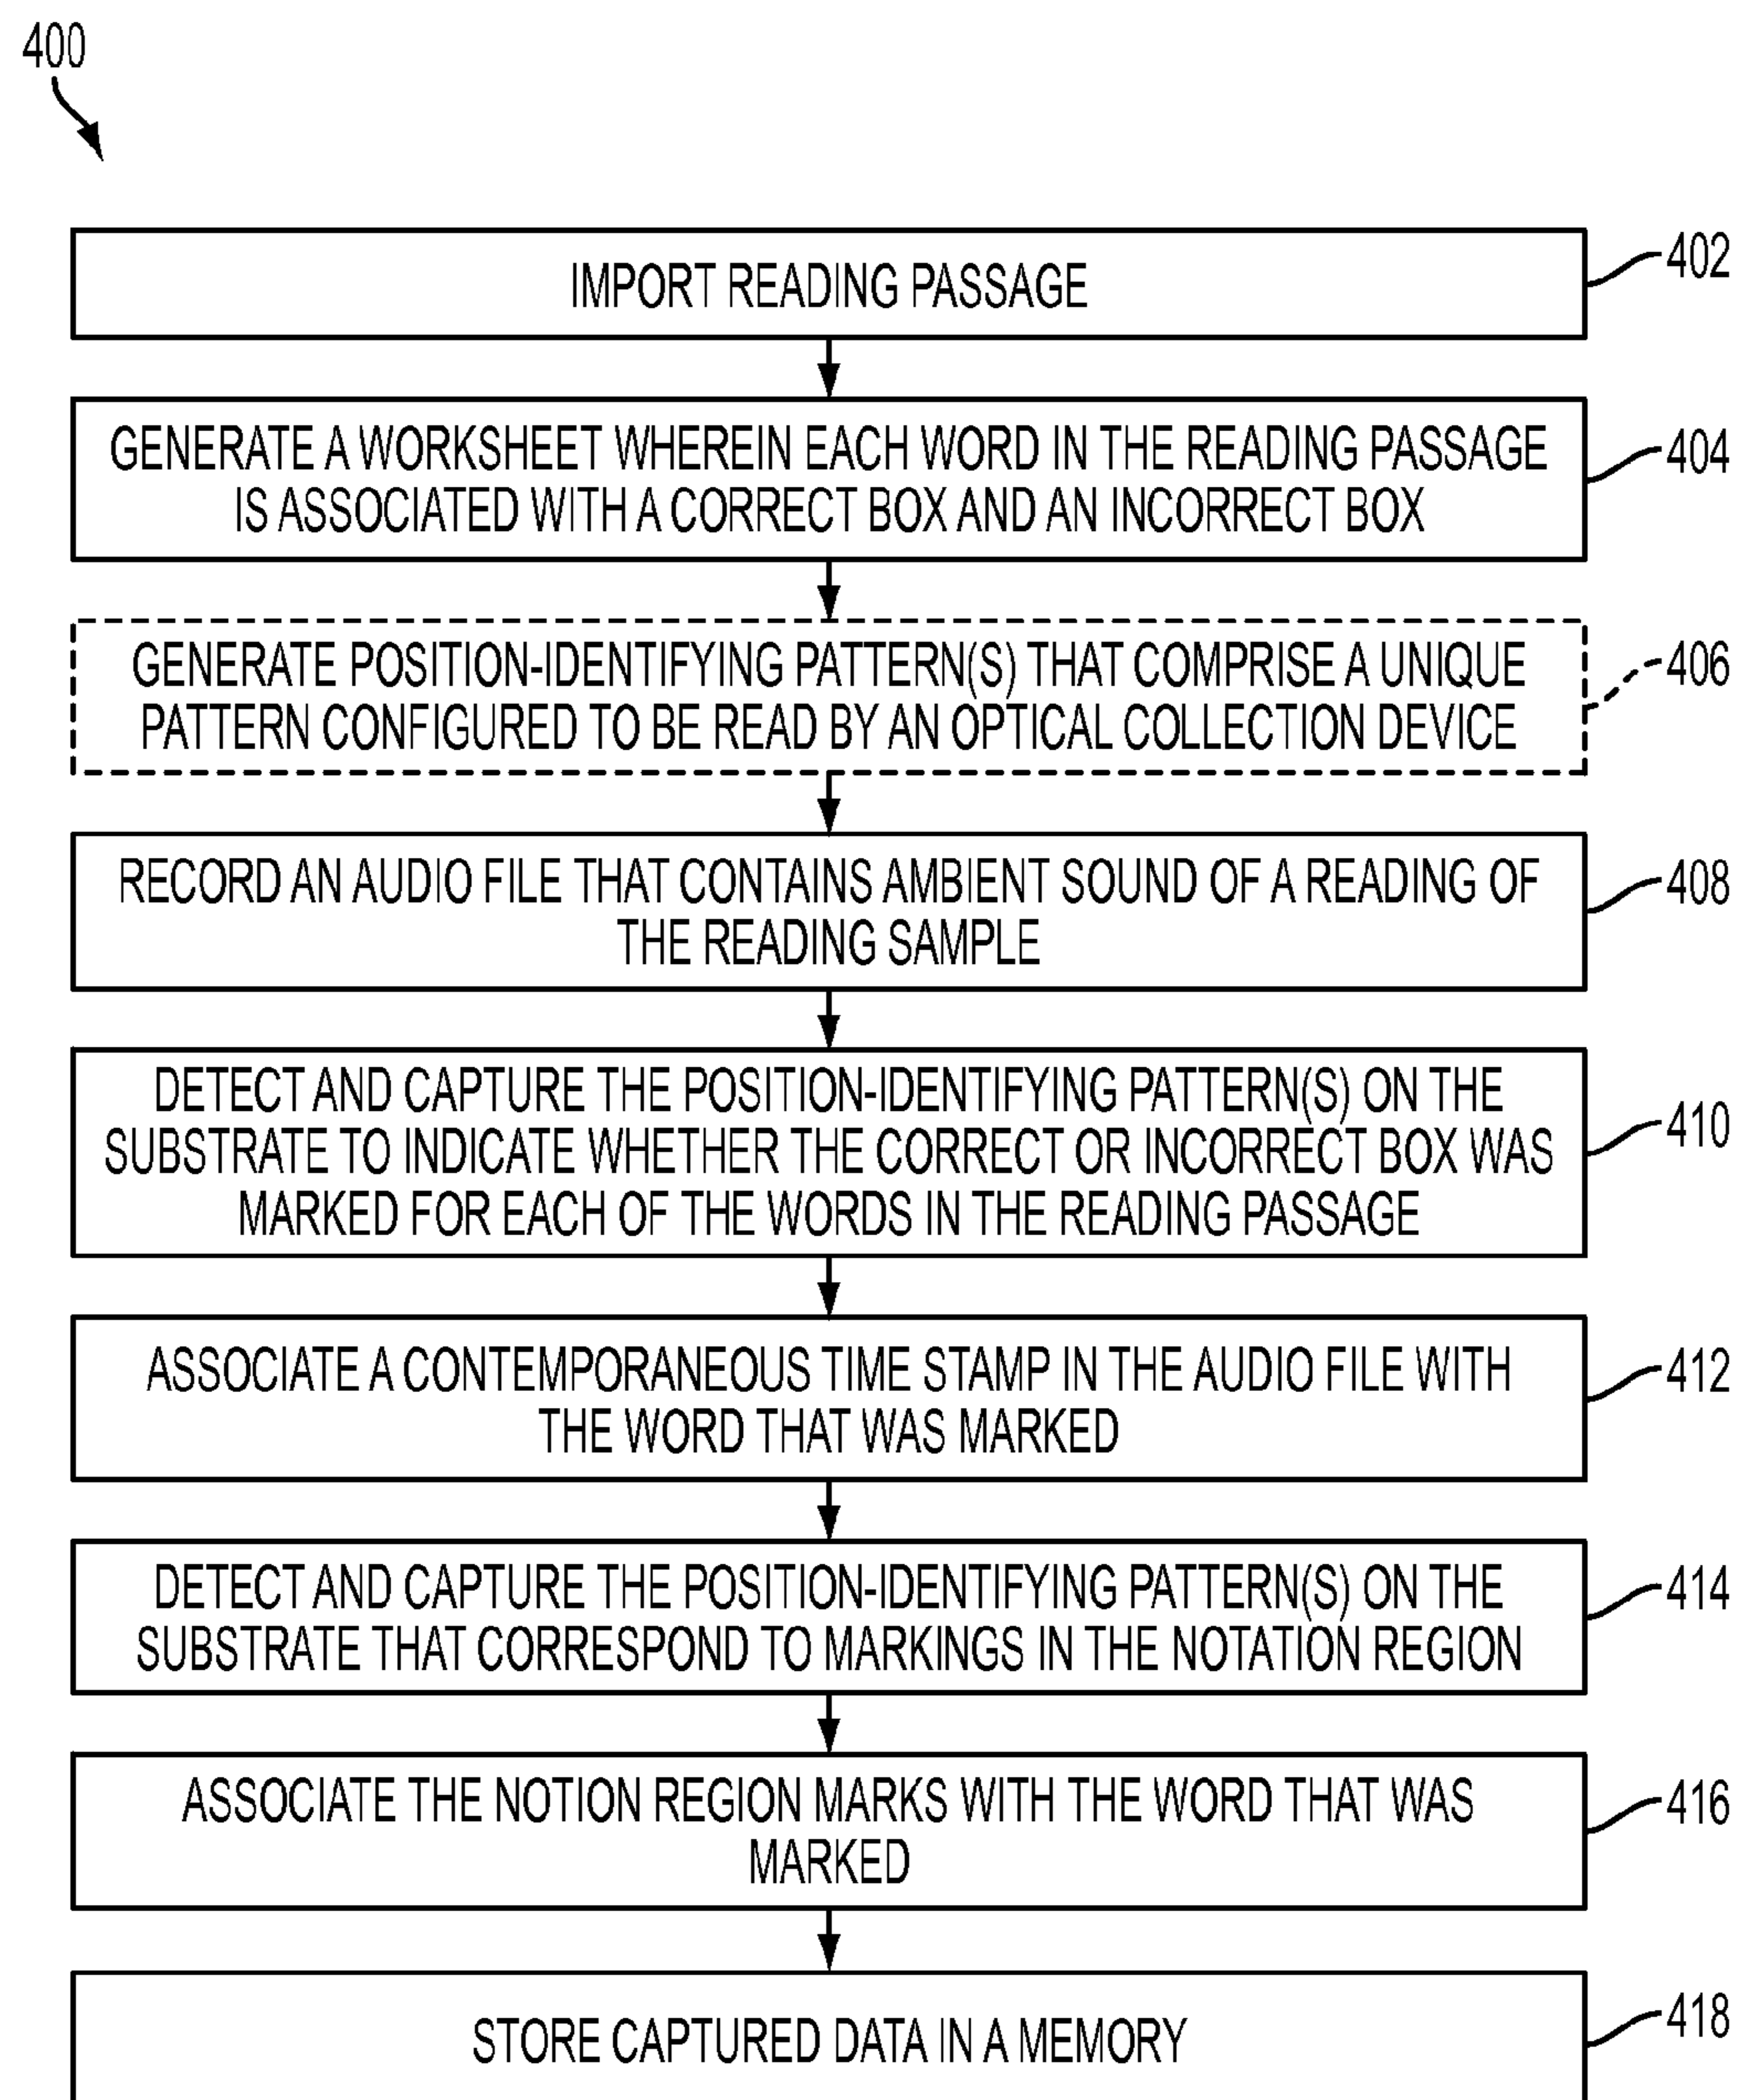 400
IMPORT READING PASSAGE
402
GENERATE A WORKSHEET WHEREIN EACH WORD IN THE READING PASSAGE
IS ASSOCIATED WITH A CORRECT BOX AND AN INCORRECT BOX
404
GENERATE POSITION-IDENTIFYING PATTERN(S) THAT COMPRISE A UNIQUE
PATTERN CONFIGURED TO BE READ BY AN OPTICAL COLLECTION DEVICE
406
RECORD AN AUDIO FILE THAT CONTAINS AMBIENT SOUND OF A READING OF
THE READING SAMPLE
408
DETECT AND CAPTURE THE POSITION-IDENTIFYING PATTERN(S) ON THE
SUBSTRATE TO INDICATE WHETHER THE CORRECT OR INCORRECT BOX WAS
MARKED FOR EACH OF THE WORDS IN THE READING PASSAGE
410
ASSOCIATE A CONTEMPORANEOUS TIME STAMP IN THE AUDIO FILE WITH
THE WORD THAT WAS MARKED
412
DETECT AND CAPTURE THE POSITION-IDENTIFYING PATTERN(S) ON THE
SUBSTRATE THAT CORRESPOND TO MARKINGS IN THE NOTATION REGION
414
ASSOCIATE THE NOTION REGION MARKS WITH THE WORD THAT WAS
MARKED
416
STORE CAPTURED DATA IN A MEMORY
418